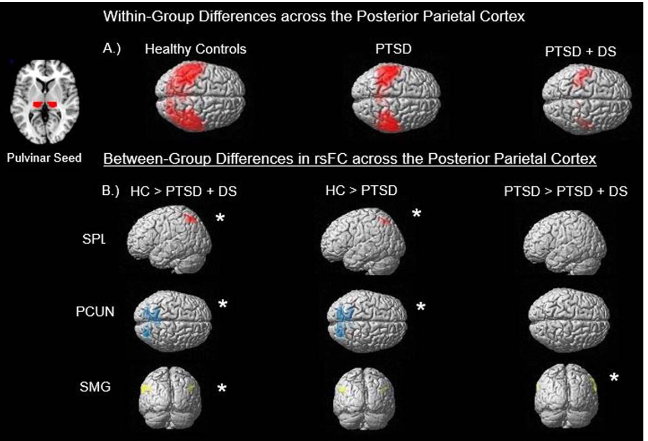 Within-Group Differences across the Posterior Parietal Cortex
A.)
Healthy Controls
PTSD
PTSD + DS
Pulvinar Seed
Between-Group Differences in rsFC across the Posterior Parietal Cortex
B.)
HC > PTSD + DS
HC > PTSD
PTSD > PTSD + DS
SPL
*
*
PCUN
*
*
SMG
*
*